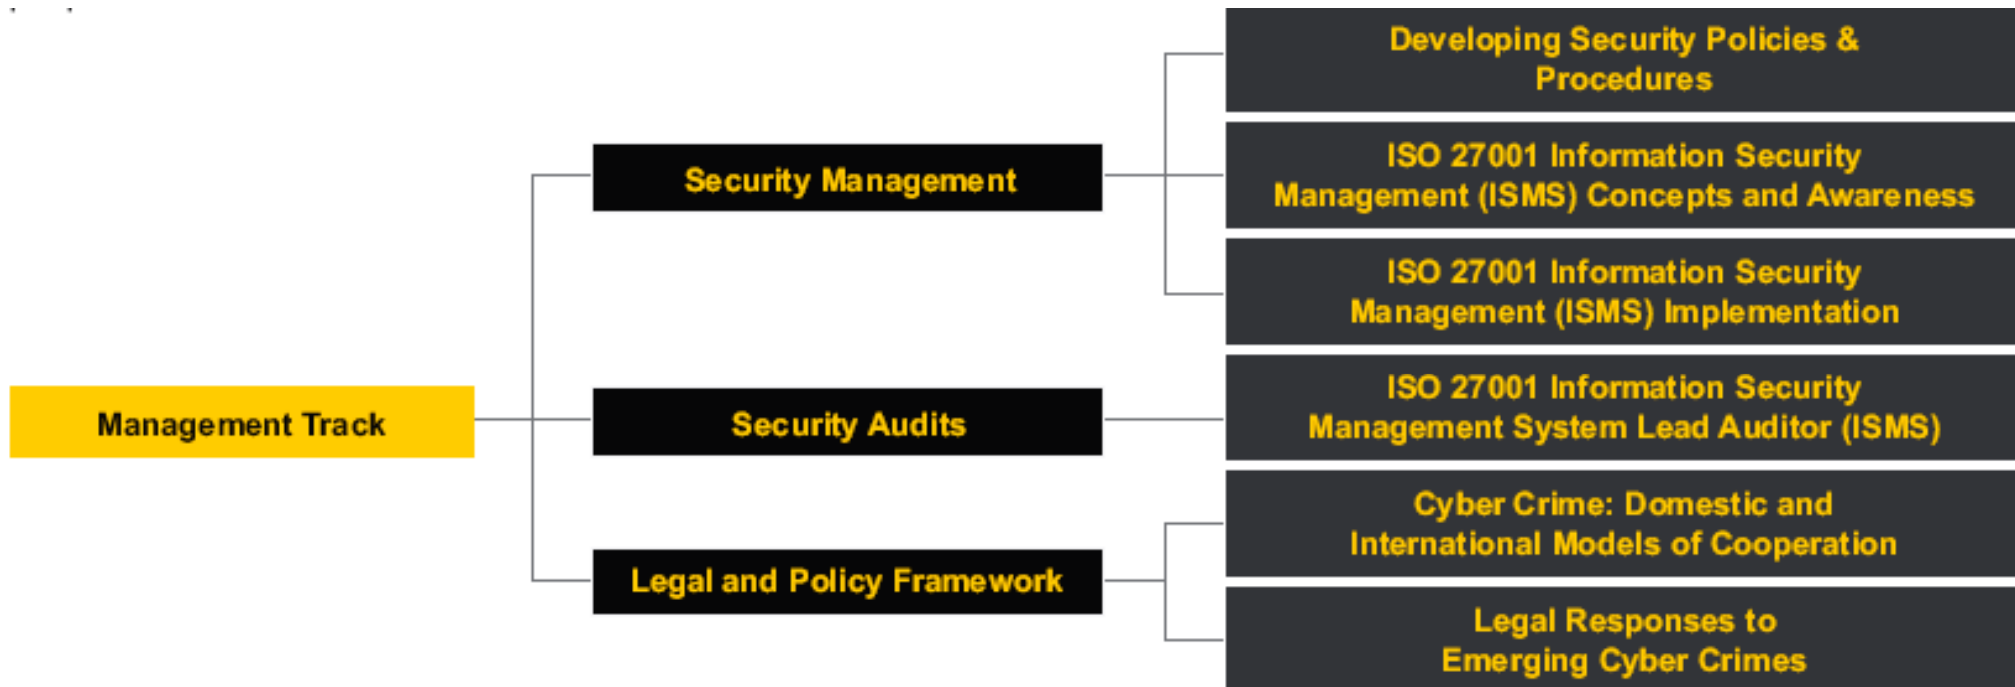 Developing Security Policies &
Procedures
Security Management
ISO 27001 Information Security
Management (ISMS) Concepts and Awareness
ISO 27001 Information Security
Management (ISMS) Implementation
Management Track
Security Audits
ISO 27001 Information Security
Management System Lead Auditor (ISMS)
Legal and Policy Framework
Cyber Crime: Domestic and
International Models of Cooperation
Legal Responses to
Emerging Cyber Crimes